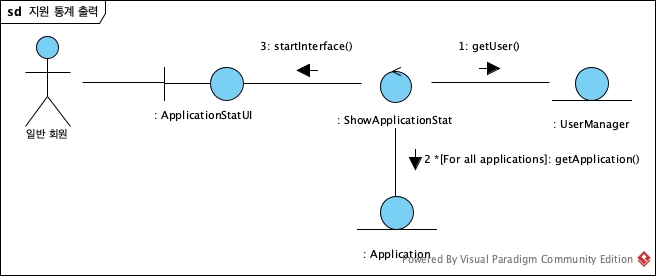 sd 지원 통계 출력
3: startInterface()
1: getUser()
: ApplicationStatUI
: ShowApplicationStat
: UserManager
일반 회원
2 *[For all applications]: getApplication()
: Application
Powered By Visual Paradigm Community Edition